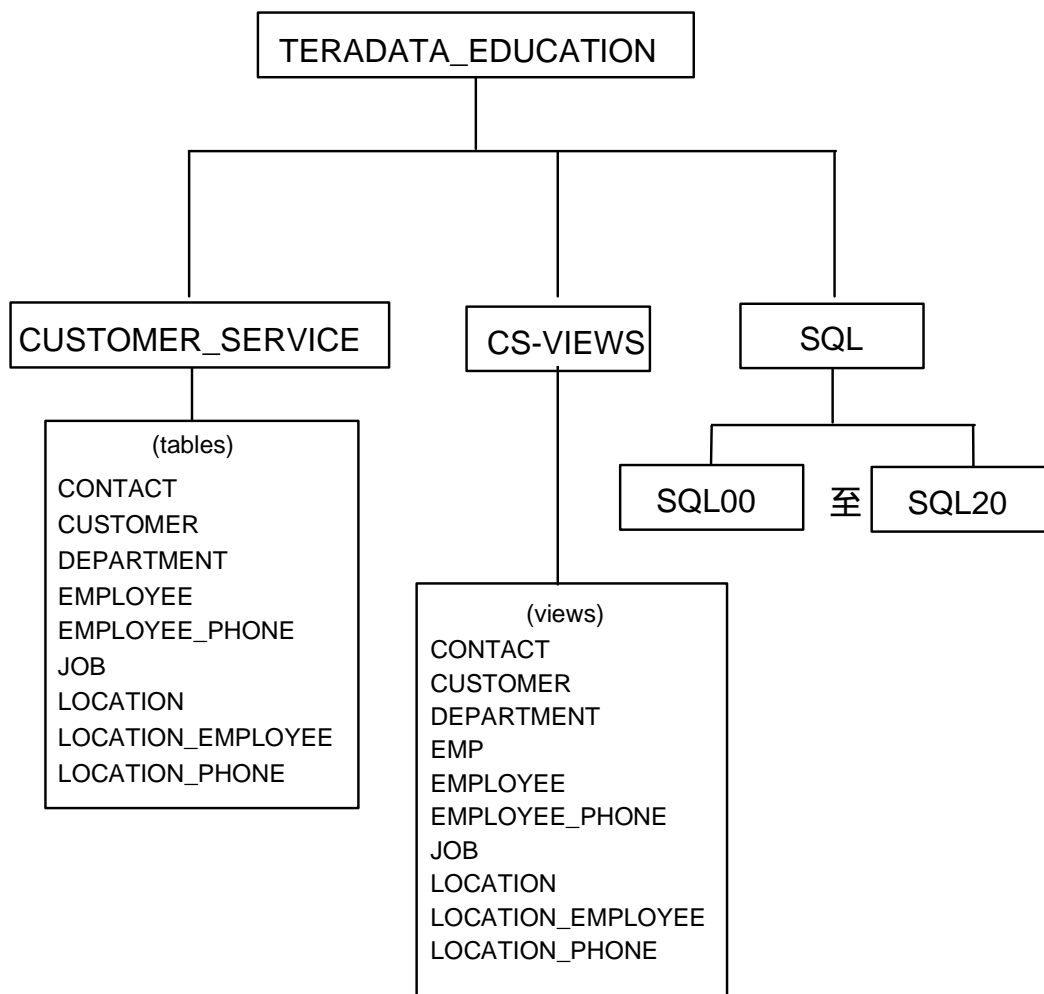 TERADATA_EDUCATION
CUSTOMER_SERVICE
CS-VIEWS
SQL
(tables)
CONTACT
CUSTOMER
DEPARTMENT
EMPLOYEE
EMPLOYEE_PHONE
JOB
LOCATION
LOCATION_EMPLOYEE
LOCATION_PHONE
SQL00 至 SQL20
(views)
CONTACT
CUSTOMER
DEPARTMENT
EMP
EMPLOYEE
EMPLOYEE_PHONE
JOB
LOCATION
LOCATION_EMPLOYEE
LOCATION_PHONE